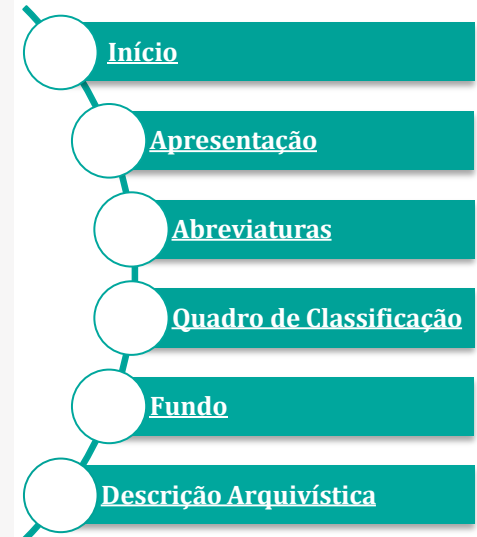 Início
Apresentação
Abreviaturas
Quadro de Classificação
Fundo
Descrição Arquivística